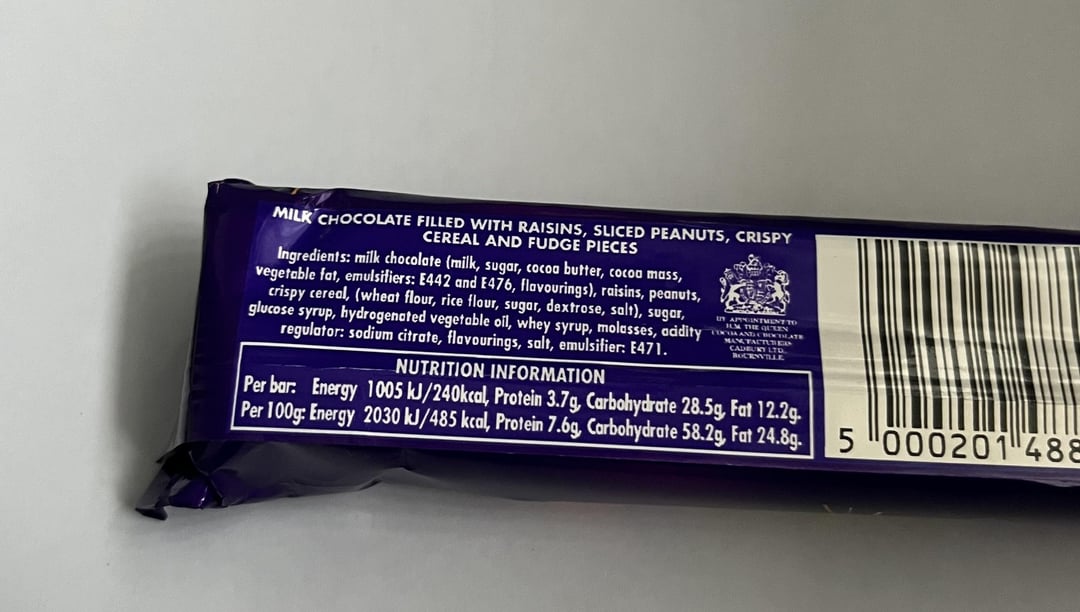 MILK CHOCOLATE FILLED WITH RAISINS, SLICED PEANUTS, CRISPY
CEREAL AND FUDGE PIECES
Ingredients: milk chocolate (milk, sugar, cocoa butter, cocoa mass,
vegetable fat, emulsifiers: E442 and E476, flavourings), raisins, peanuts,
crispy cereal, (wheat flour, rice flour, sugar, dextrose, salt), sugar,
glucose syrup, hydrogenated vegetable oil, whey syrup, molasses, acidity
regulator: sodium citrate, flavourings, salt, emulsifier: E471.
BY APPOINTMENT TO
H.M. THE QUEEN
COCOA AND CHOCOLATE
MANUFACTURERS
CADBURY LTD.,
BOURNVILLE
NUTRITION INFORMATION
Per bar: Energy 1005 kJ/240kcal, Protein 3.7g, Carbohydrate 28.5g, Fat 12.2g.
Per 100g: Energy 2030 kJ/485 kcal, Protein 7.6g, Carbohydrate 58.2g, Fat 24.8g.
5 000201 488